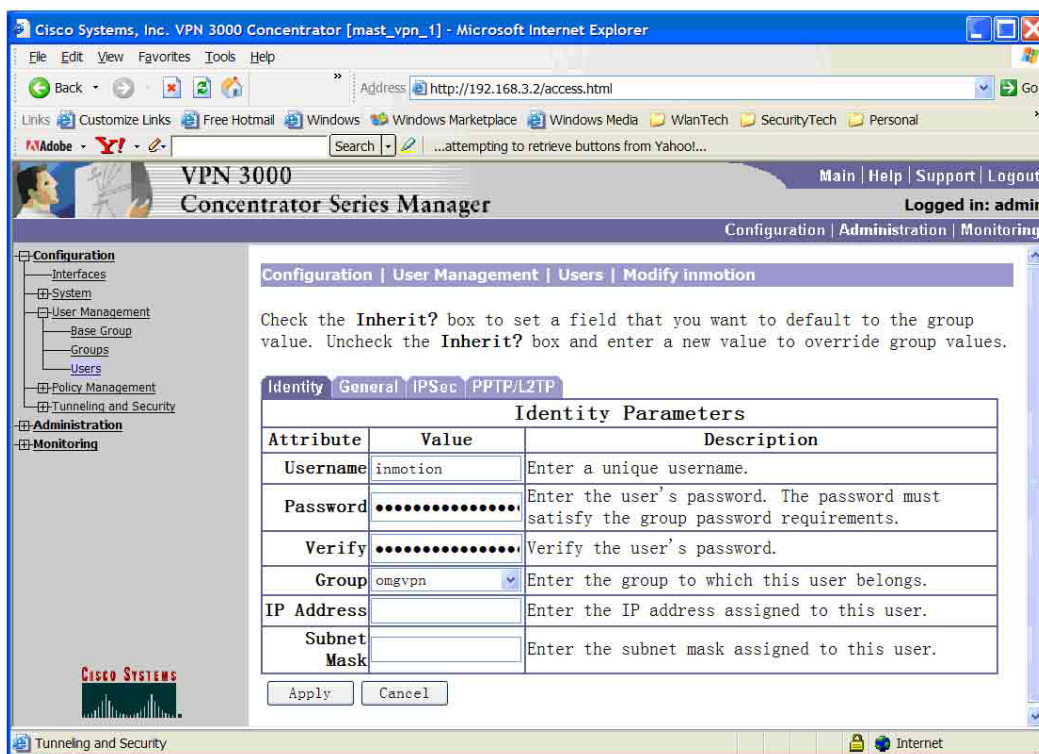 Cisco Systems, Inc. VPN 3000 Concentrator [mast_vpn_1] - Microsoft Internet Explorer
File Edit View Favorites Tools Help
Back » Address http://192.168.3.2/access.html Go
Links Customize Links Free Hotmail Windows Windows Marketplace Windows Media WlanTech SecurityTech Personal »
Adobe Y! Search ...attempting to retrieve buttons from Yahoo!...
VPN 3000
Concentrator Series Manager
Main | Help | Support | Logout
Logged in: admin
Configuration | Administration | Monitoring
Configuration
Interfaces
System
User Management
Base Group
Groups
Users
Policy Management
Tunneling and Security
Administration
Monitoring
CISCO SYSTEMS
Configuration | User Management | Users | Modify inmotion
Check the Inherit? box to set a field that you want to default to the group
value. Uncheck the Inherit? box and enter a new value to override group values.
Identity General IPSec PPTP/L2TP
Identity Parameters
Attribute Value Description
Username inmotion Enter a unique username.
Password •••••••••••••••• Enter the user's password. The password must
satisfy the group password requirements.
Verify •••••••••••••••• Verify the user's password.
Group omgvpn Enter the group to which this user belongs.
IP Address Enter the IP address assigned to this user.
Subnet
Mask Enter the subnet mask assigned to this user.
Apply Cancel
Tunneling and Security Internet